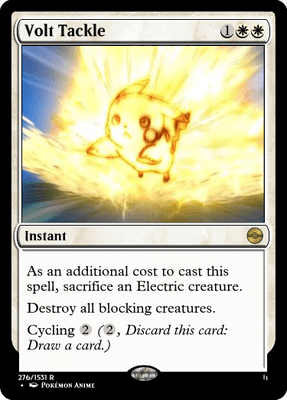 Volt Tackle 1
Instant
As an additional cost to cast this
spell, sacrifice an Electric creature.
Destroy all blocking creatures.
Cycling 2 (2, Discard this card:
Draw a card.)
276/1531 R
• Pokémon Anime